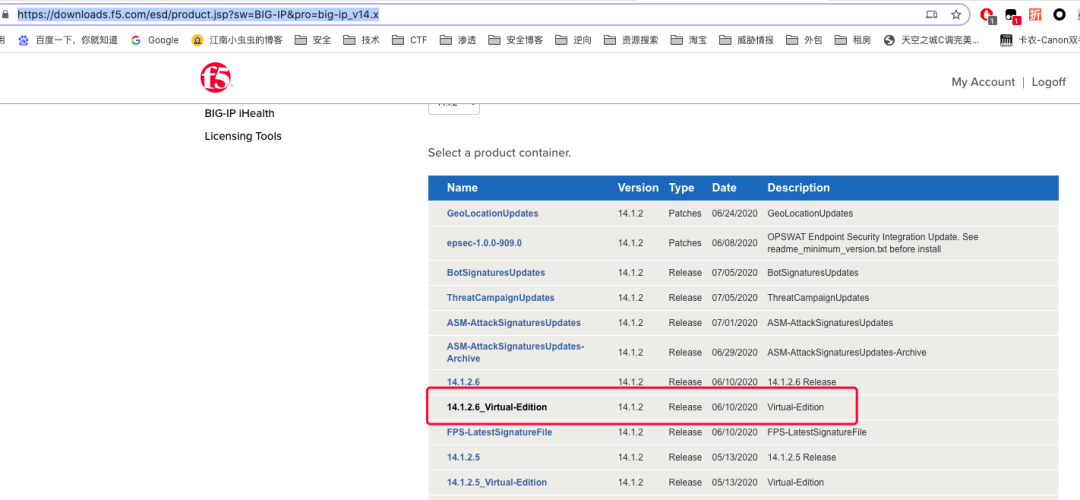 https://downloads.f5.com/esd/product.jsp?sw=BIG-IP&pro=big-ip_v14.x
1
1
用 百度一下，你就知道 Google 江南小虫虫的博客 安全 技术 CTF 渗透 安全博客 逆向 资源搜索 淘宝 威胁情报 外包 租房 天空之城C调完美... 卡农-Canon双手
f5 My Account | Logoff
14.1.2
BIG-IP iHealth
Licensing Tools
Select a product container.
Name Version Type Date Description
GeoLocationUpdates 14.1.2 Patches 06/24/2020 GeoLocationUpdates
epsec-1.0.0-909.0 14.1.2 Patches 06/08/2020 OPSWAT Endpoint Security Integration Update. See
readme_minimum_version.txt before install
BotSignaturesUpdates 14.1.2 Release 07/05/2020 BotSignaturesUpdates
ThreatCampaignUpdates 14.1.2 Release 07/05/2020 ThreatCampaignUpdates
ASM-AttackSignaturesUpdates 14.1.2 Release 07/01/2020 ASM-AttackSignaturesUpdates
ASM-AttackSignaturesUpdates-
Archive 14.1.2 Release 06/29/2020 ASM-AttackSignaturesUpdates-Archive
14.1.2.6 14.1.2 Release 06/10/2020 14.1.2.6 Release
14.1.2.6_Virtual-Edition 14.1.2 Release 06/10/2020 Virtual-Edition
FPS-LatestSignatureFile 14.1.2 Release 06/10/2020 FPS-LatestSignatureFile
14.1.2.5 14.1.2 Release 05/13/2020 14.1.2.5 Release
14.1.2.5_Virtual-Edition 14.1.2 Release 05/13/2020 Virtual-Edition